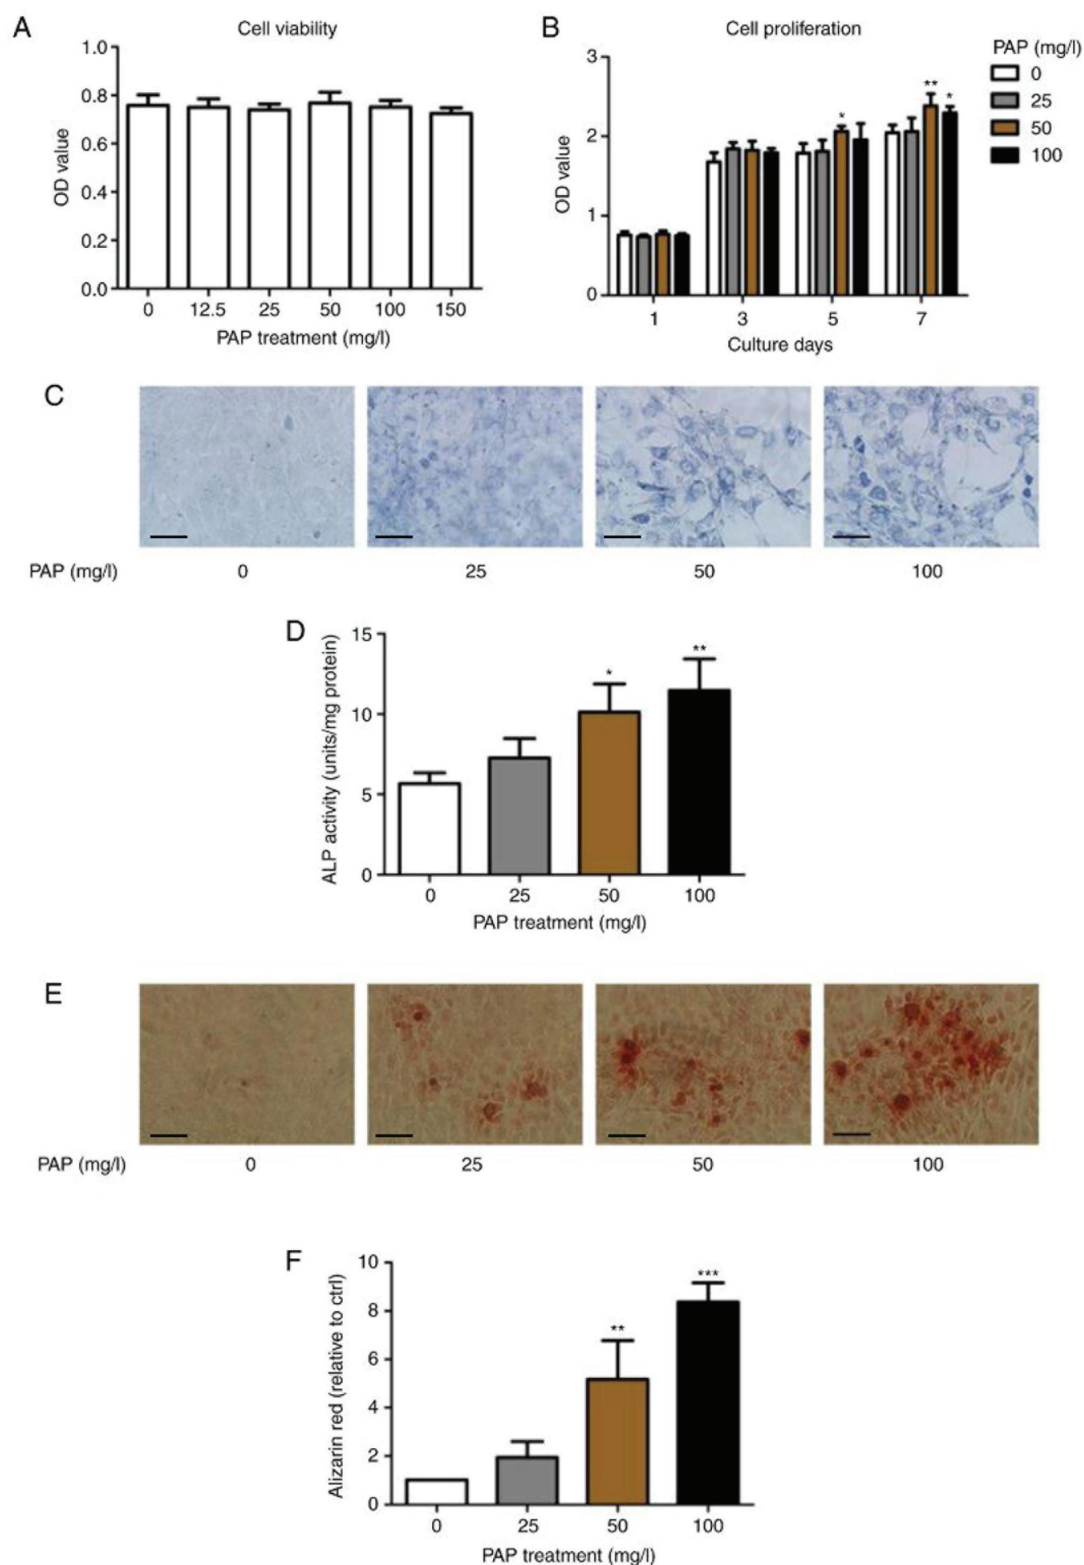 A
Cell viability
OD value
1.0
0.8
0.6
0.4
0.2
0.0
0 12.5 25 50 100 150
PAP treatment (mg/l)
B
Cell proliferation
OD value
3
2
1
0
* ** *
1 3 5 7
Culture days
PAP (mg/l)
0
25
50
100
C
PAP (mg/l) 0 25 50 100
D
ALP activity (units/mg protein)
15
10
5
0
* **
0 25 50 100
PAP treatment (mg/l)
E
PAP (mg/l) 0 25 50 100
F
Alizarin red (relative to ctrl)
10
8
6
4
2
0
** ***
0 25 50 100
PAP treatment (mg/l)